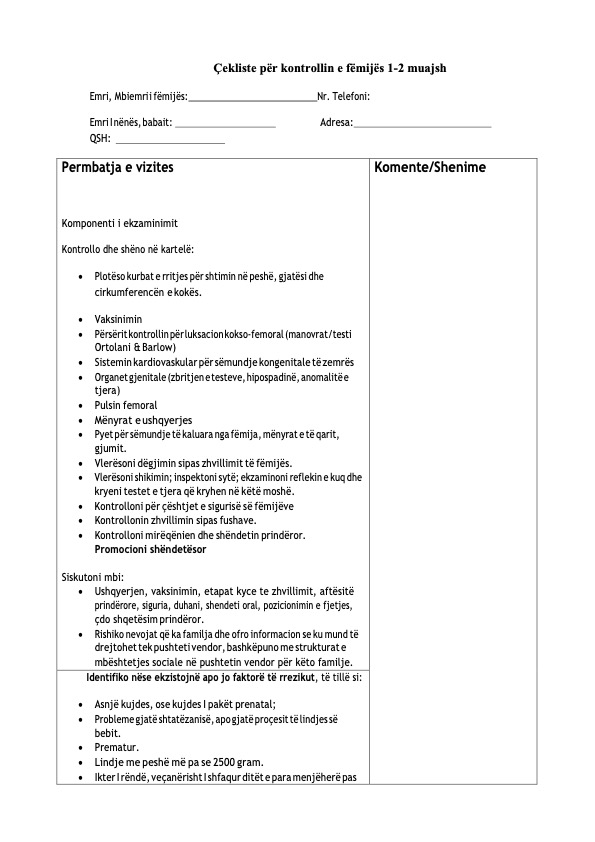 Çekliste për kontrollin e fëmijës 1-2 muajsh
Emri, Mbiemri i fëmijës:________________________Nr. Telefoni:
Emri I nënës, babait: ___________________ Adresa:__________________________
QSH: ____________________
Permbatja e vizites
Komente/Shenime
Komponenti i ekzaminimit
Kontrollo dhe shëno në kartelë:
• Plotëso kurbat e rritjes për shtimin në peshë, gjatësi dhe
cirkumferencën e kokës.
• Vaksinimin
• Përsërit kontrollin për luksacion kokso-femoral (manovrat/testi
Ortolani & Barlow)
• Sistemin kardiovaskular për sëmundje kongenitale të zemrës
• Organet gjenitale (zbritjen e testeve, hipospadinë, anomalitë e
tjera)
• Pulsin femoral
• Mënyrat e ushqyerjes
• Pyet për sëmundje të kaluara nga fëmija, mënyrat e të qarit,
gjumit.
• Vlerësoni dëgjimin sipas zhvillimit të fëmijës.
• Vlerësoni shikimin; inspektoni sytë; ekzaminoni reflekin e kuq dhe
kryeni testet e tjera që kryhen në këtë moshë.
• Kontrolloni për çështjet e sigurisë së fëmijëve
• Kontrollonin zhvillimin sipas fushave.
• Kontrolloni mirëqënien dhe shëndetin prindëror.
Promocioni shëndetësor
Siskutoni mbi:
• Ushqyerjen, vaksinimin, etapat kyce te zhvillimit, aftësitë
prindërore, siguria, duhani, shendeti oral, pozicionimin e fjetjes,
çdo shqetësim prindëror.
• Rishiko nevojat që ka familja dhe ofro informacion se ku mund të
drejtohet tek pushteti vendor, bashkëpuno me strukturat e
mbështetjes sociale në pushtetin vendor për këto familje.
Identifiko nëse ekzistojnë apo jo faktorë të rrezikut, të tillë si:
• Asnjë kujdes, ose kujdes I pakët prenatal;
• Probleme gjatë shtatëzanisë, apo gjatë proçesit të lindjes së
bebit.
• Prematur.
• Lindje me peshë më pa se 2500 gram.
• Ikter I rëndë, veçanërisht I shfaqur ditët e para menjëherë pas